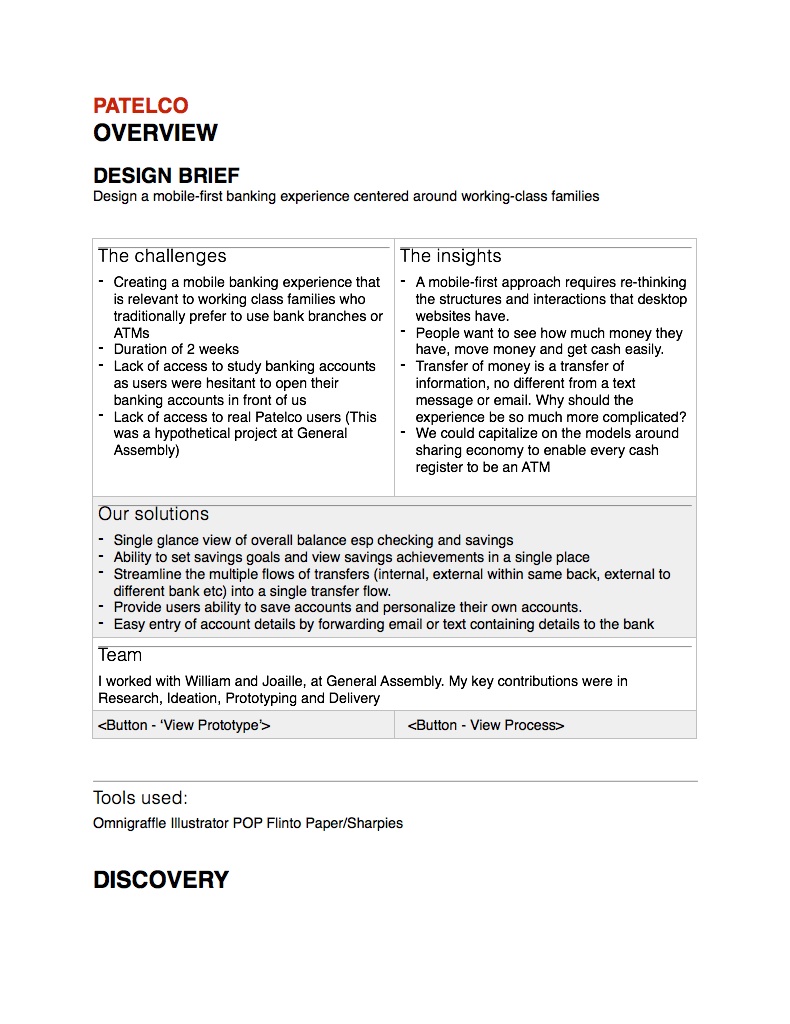 PATELCO
OVERVIEW
DESIGN BRIEF
Design a mobile-first banking experience centered around working-class families
The challenges
- Creating a mobile banking experience that
is relevant to working class families who
traditionally prefer to use bank branches or
ATMs
- Duration of 2 weeks
- Lack of access to study banking accounts
as users were hesitant to open their
banking accounts in front of us
- Lack of access to real Patelco users (This
was a hypothetical project at General
Assembly)
The insights
- A mobile-first approach requires re-thinking
the structures and interactions that desktop
websites have.
- People want to see how much money they
have, move money and get cash easily.
- Transfer of money is a transfer of
information, no different from a text
message or email. Why should the
experience be so much more complicated?
- We could capitalize on the models around
sharing economy to enable every cash
register to be an ATM
Our solutions
- Single glance view of overall balance esp checking and savings
- Ability to set savings goals and view savings achievements in a single place
- Streamline the multiple flows of transfers (internal, external within same back, external to
different bank etc) into a single transfer flow.
- Provide users ability to save accounts and personalize their own accounts.
- Easy entry of account details by forwarding email or text containing details to the bank
Team
I worked with William and Joaille, at General Assembly. My key contributions were in
Research, Ideation, Prototyping and Delivery
<Button - ‘View Prototype’>
<Button - View Process>
Tools used:
Omnigraffle Illustrator POP Flinto Paper/Sharpies
DISCOVERY